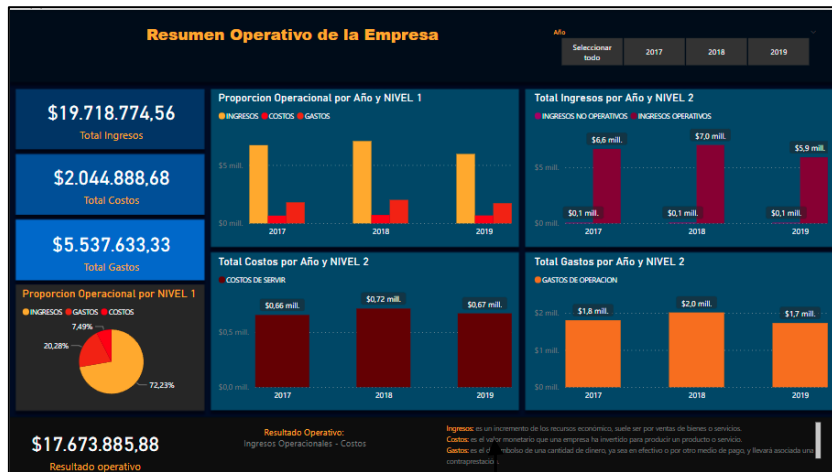 Resumen Operativo de la Empresa
Año
Seleccionar todo
2017
2018
2019
$19.718.774,56
Total Ingresos
$2.044.888,68
Total Costos
$5.537.633,33
Total Gastos
Proporcion Operacional por Año y NIVEL 1
INGRESOS COSTOS GASTOS
$5 mill.
$0 mill.
2017
2018
2019
Total Ingresos por Año y NIVEL 2
INGRESOS NO OPERATIVOS INGRESOS OPERATIVOS
$6,6 mill.
$7,0 mill.
$5,9 mill.
$5 mill.
$0,1 mill.
$0,1 mill.
$0,1 mill.
$0 mill.
2017
2018
2019
Total Costos por Año y NIVEL 2
COSTOS DE SERVIR
$0,66 mill.
$0,72 mill.
$0,67 mill.
$0,5 mill.
$0,0 mill.
2017
2018
2019
Total Gastos por Año y NIVEL 2
GASTOS DE OPERACION
$1,8 mill.
$2,0 mill.
$1,7 mill.
$2 mill.
$1 mill.
$0 mill.
2017
2018
2019
Proporcion Operacional por NIVEL 1
INGRESOS GASTOS COSTOS
7,49%
20,28%
72,23%
$17.673.885,88
Resultado operativo
Resultado Operativo:
Ingresos Operacionales - Costos
Ingresos: es un incremento de los recursos económico, suele ser por ventas de bienes o servicios.
Costos: es el valor monetario que una empresa ha invertido para producir un producto o servicio.
Gastos: es el de una cantidad de dinero, ya sea en efectivo o por otro medio de pago, y llevará asociada una
contraprestación.